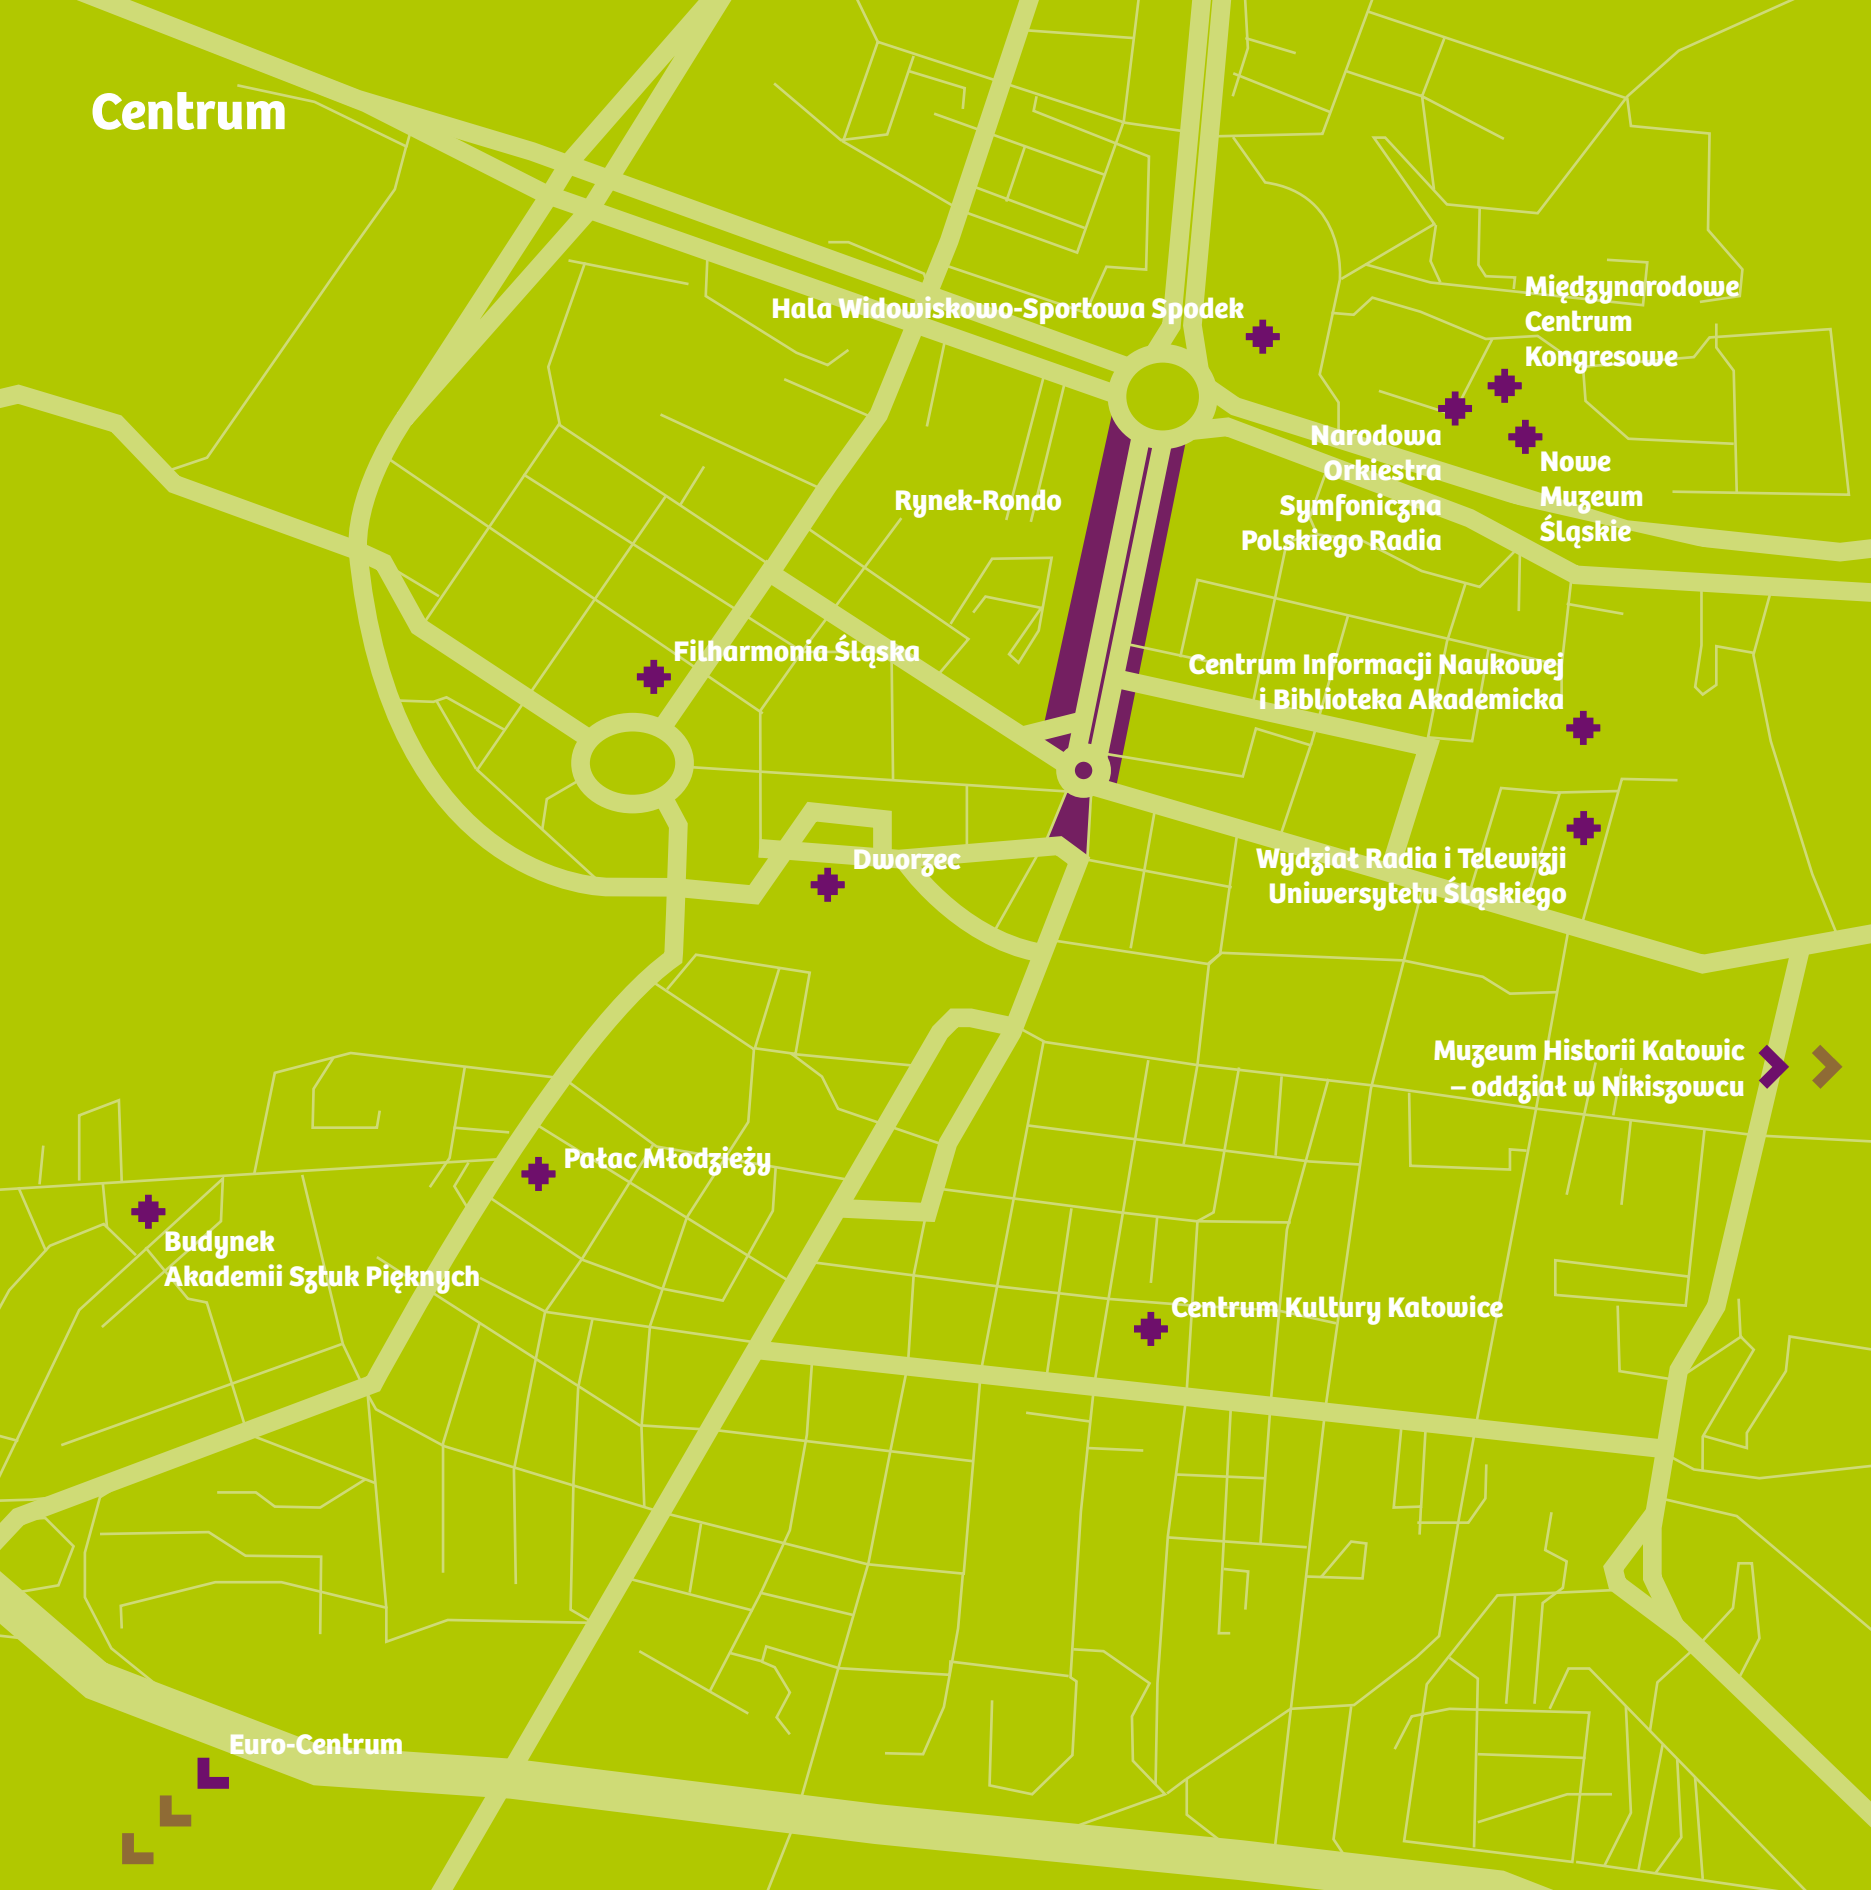 Centrum
Hala Widowiskowo-Sportowa Spodek
Międzynarodowe
Centrum
Kongresowe
Narodowa
Orkiestra
Symfoniczna
Polskiego Radia
Nowe
Muzeum
Śląskie
Rynek-Rondo
Filharmonia Śląska
Centrum Informacji Naukowej
i Biblioteka Akademicka
Dworzec
Wydział Radia i Telewizji
Uniwersytetu Śląskiego
Muzeum Historii Katowic
– oddział w Nikiszowcu
Pałac Młodzieży
Budynek
Akademii Sztuk Pięknych
Centrum Kultury Katowice
Euro-Centrum